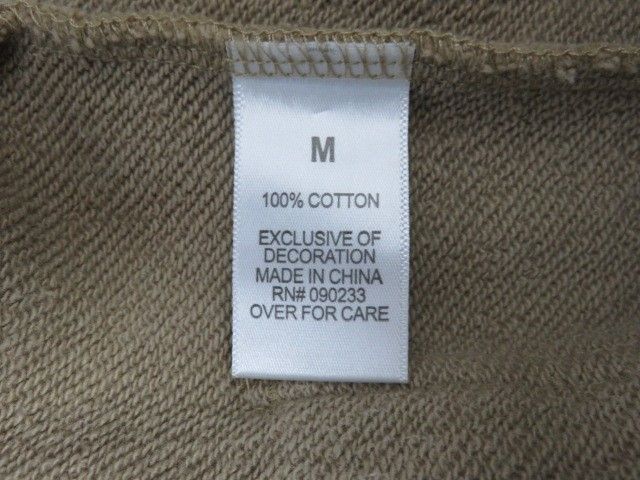 M
100% COTTON
EXCLUSIVE OF
DECORATION
MADE IN CHINA
RN# 090233
OVER FOR CARE